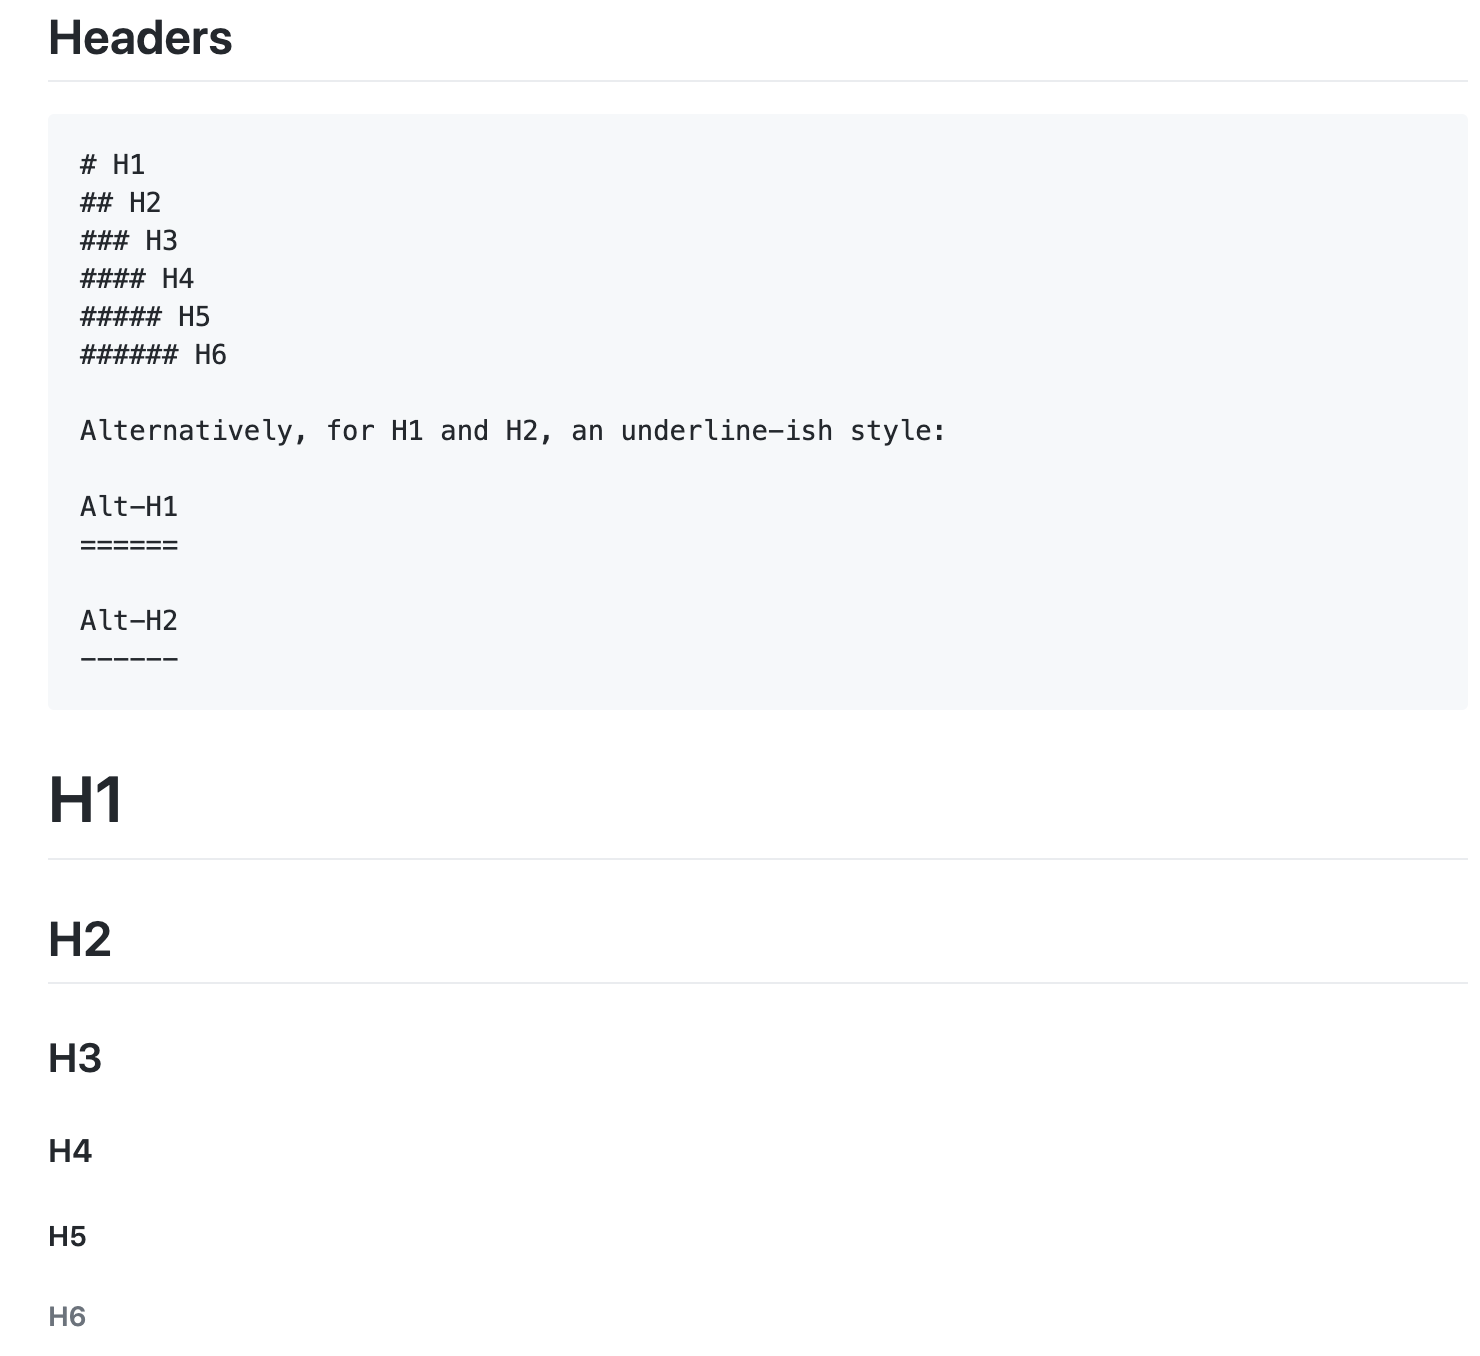 Headers
# H1
## H2
### H3
#### H4
##### H5
###### H6
Alternatively, for H1 and H2, an underline-ish style:
Alt-H1
======
Alt-H2
------
H1
H2
H3
H4
H5
H6